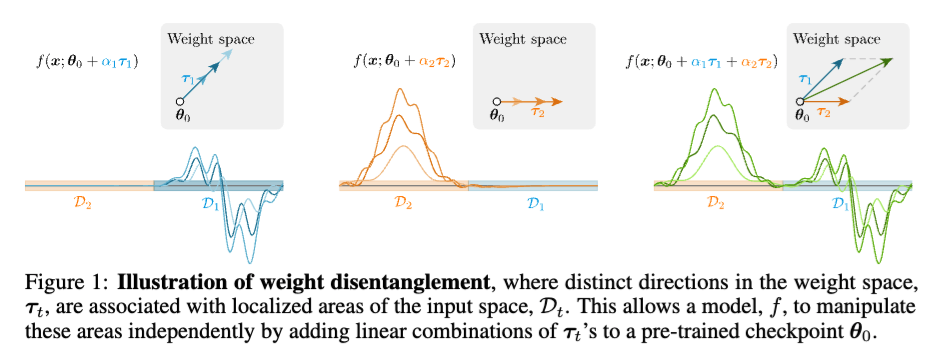 f(x; θ₀ + α₁τ₁)
Weight space
τ₁
θ₀
D₂
D₁
f(x; θ₀ + α₂τ₂)
Weight space
θ₀
τ₂
D₂
D₁
f(x; θ₀ + α₁τ₁ + α₂τ₂)
Weight space
τ₁
θ₀
τ₂
D₂
D₁
Figure 1: Illustration of weight disentanglement, where distinct directions in the weight space,
τₜ, are associated with localized areas of the input space, Dₜ. This allows a model, f, to manipulate
these areas independently by adding linear combinations of τₜ's to a pre-trained checkpoint θ₀.